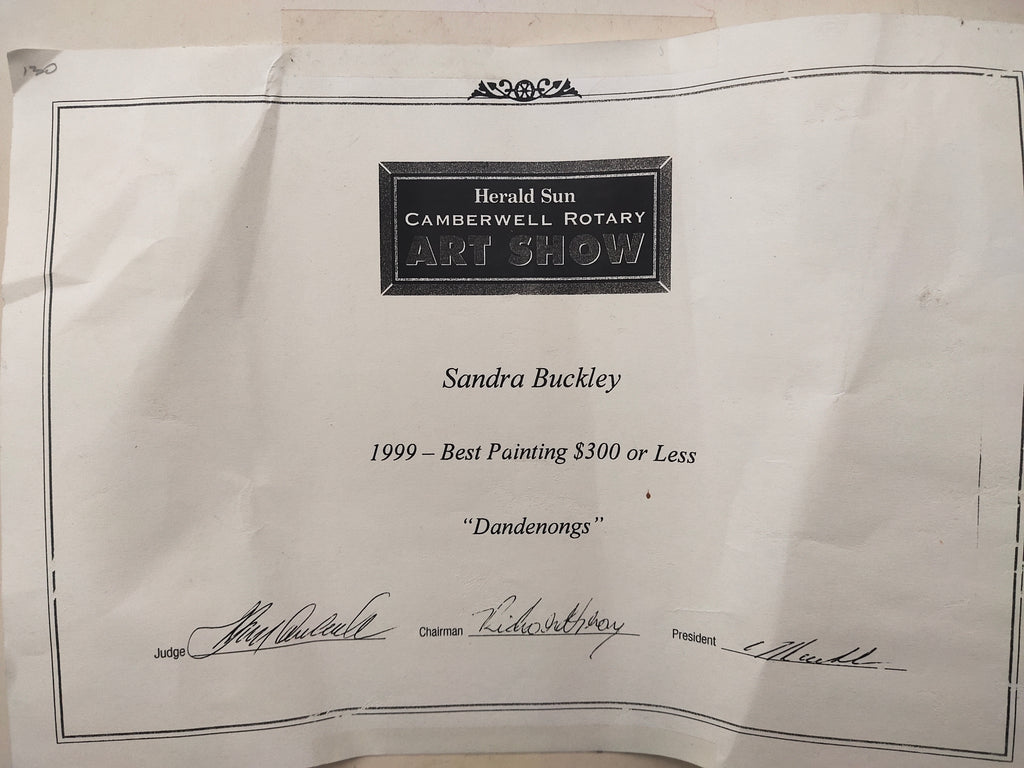 130
Herald Sun
CAMBERWELL ROTARY
ART SHOW
Sandra Buckley
1999 – Best Painting $300 or Less
“Dandenongs”
Judge Chairman President